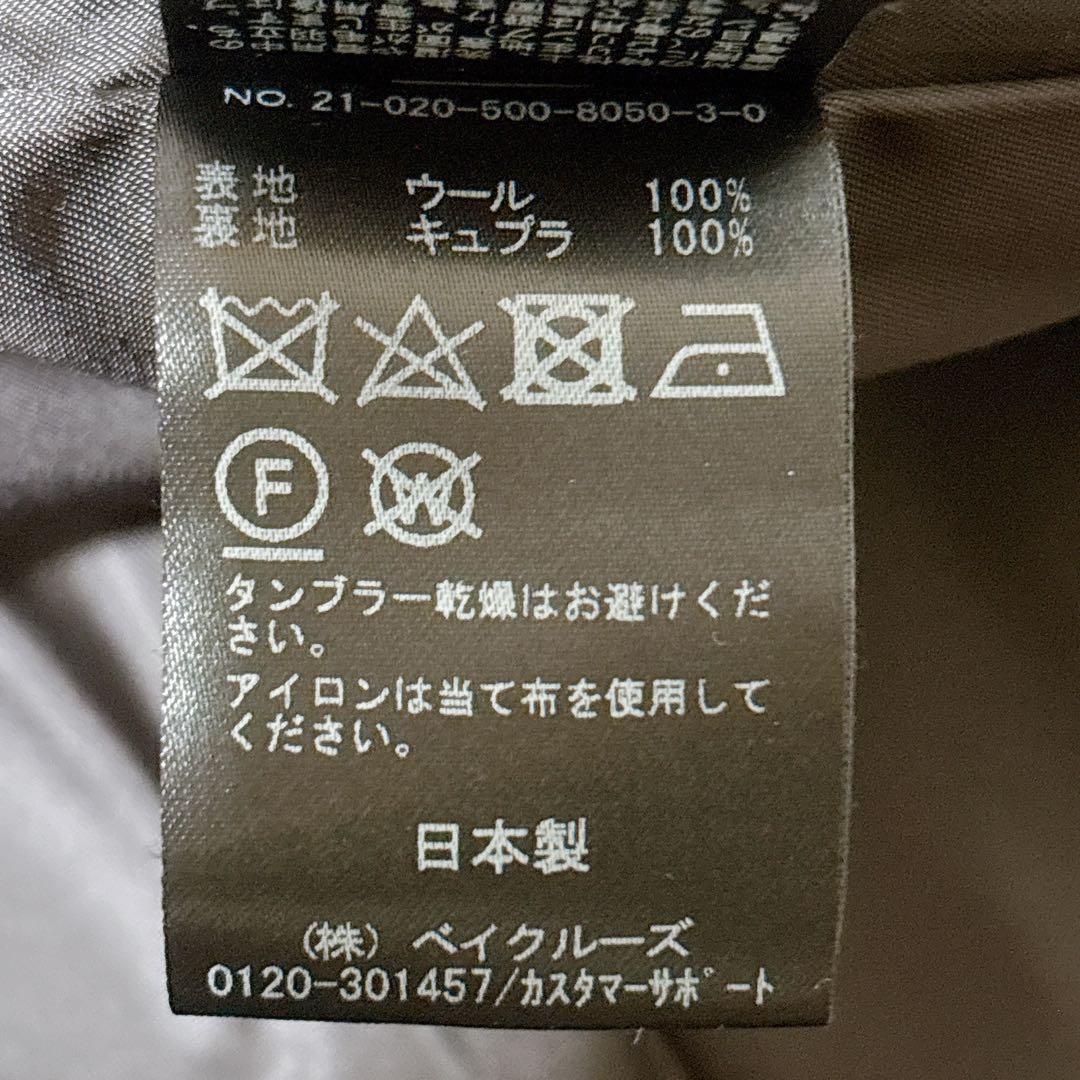 NO. 21-020-500-8050-3-0
表地 ウール 100%
裏地 キュプラ 100%
F
W
タンブラー乾燥はお避けくだ
さい。
アイロンは当て布を使用して
ください。
日本製
(株) ベイクルーズ
0120-301457/カスタマーサポート